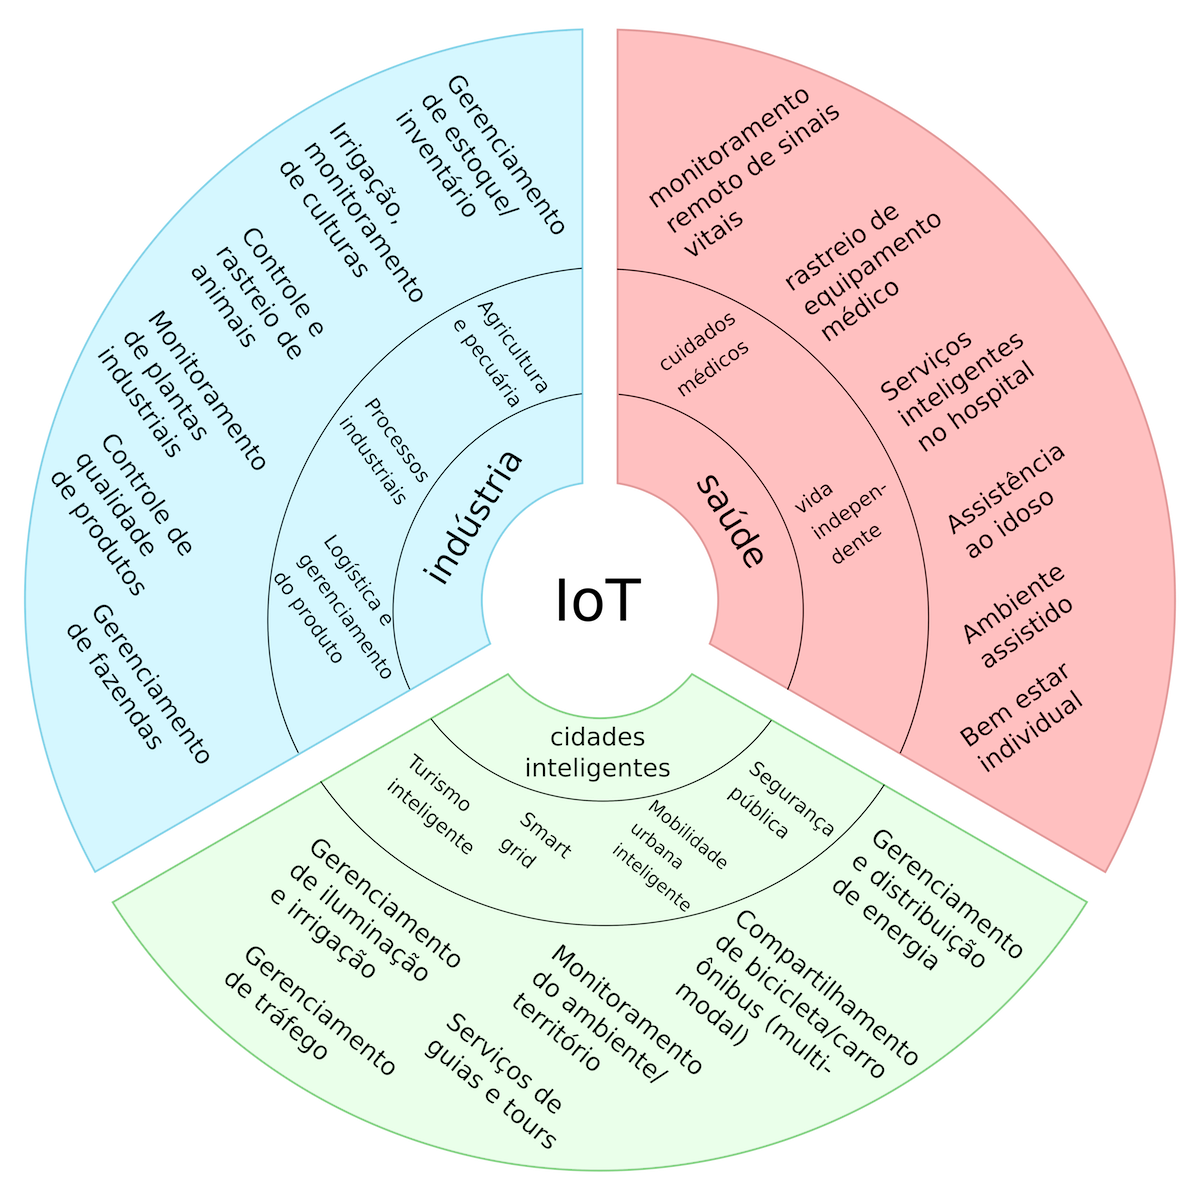 IoT
indústria
Agricultura
e pecuária
Processos
industriais
Logística e
gerenciamento
do produto
Gerenciamento
de estoque/
inventário
Irrigação,
monitoramento
de culturas
Controle e
rastreio de
animais
Monitoramento
de plantas
industriais
Controle de
qualidade
de produtos
Gerenciamento
de fazendas
saúde
cuidados
médicos
vida
indepen-
dente
monitoramento
remoto de sinais
vitais
rastreio de
equipamento
médico
Serviços
inteligentes
no hospital
Assistência
ao idoso
Ambiente
assistido
Bem estar
individual
cidades
inteligentes
Turismo
inteligente
Smart
grid
Mobilidade
urbana
inteligente
Segurança
pública
Gerenciamento
de iluminação
e irrigação
Gerenciamento
de tráfego
Serviços de
guias e tours
Monitoramento
do ambiente/
território
Compartilhamento
de bicicleta/carro
ônibus (multi-
modal)
Gerenciamento
e distribuição
de energia